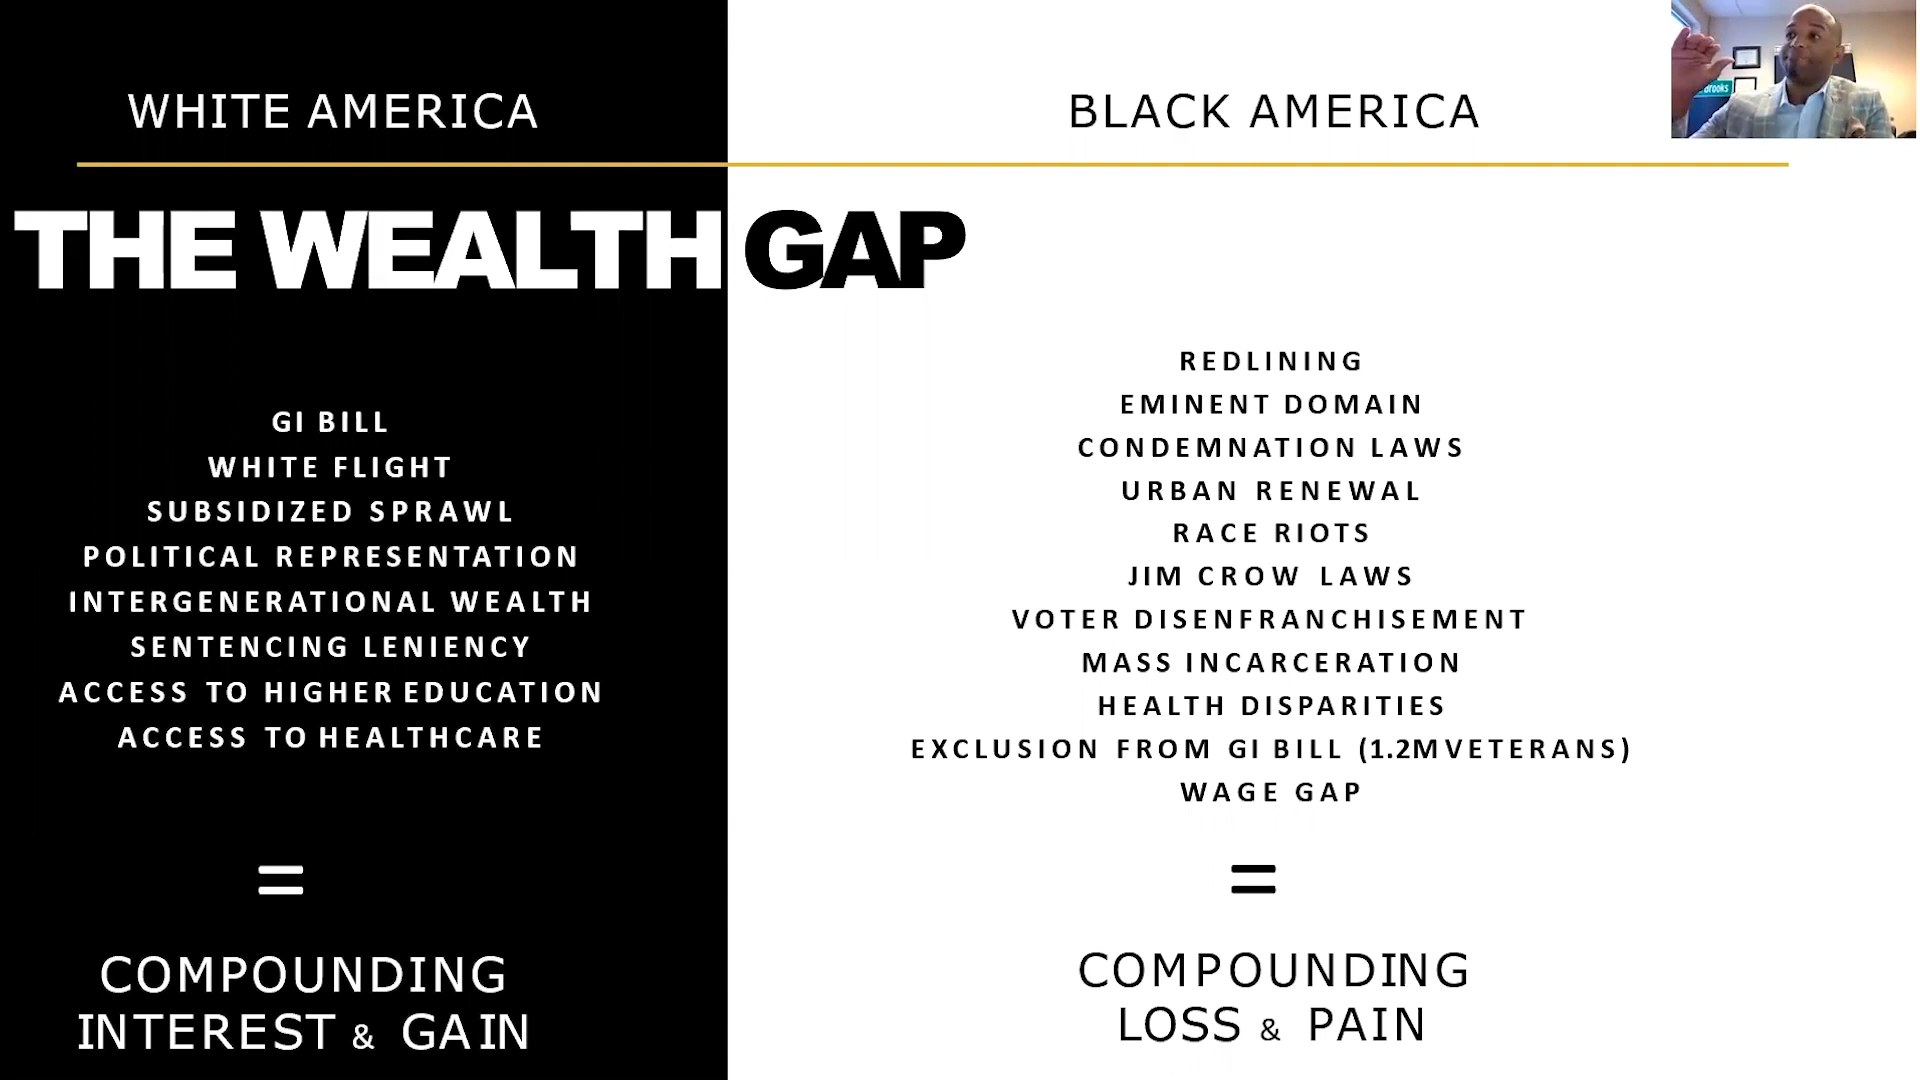 WHITE AMERICA
BLACK AMERICA
THE WEALTH GAP
GI BILL
WHITE FLIGHT
SUBSIDIZED SPRAWL
POLITICAL REPRESENTATION
INTERGENERATIONAL WEALTH
SENTENCING LENIENCY
ACCESS TO HIGHER EDUCATION
ACCESS TO HEALTHCARE
=
COMPOUNDING
INTEREST & GAIN
REDLINING
EMINENT DOMAIN
CONDEMNATION LAWS
URBAN RENEWAL
RACE RIOTS
JIM CROW LAWS
VOTER DISENFRANCHISEMENT
MASS INCARCERATION
HEALTH DISPARITIES
EXCLUSION FROM GI BILL (1.2M VETERANS)
WAGE GAP
=
COMPOUNDING
LOSS & PAIN
Brooks